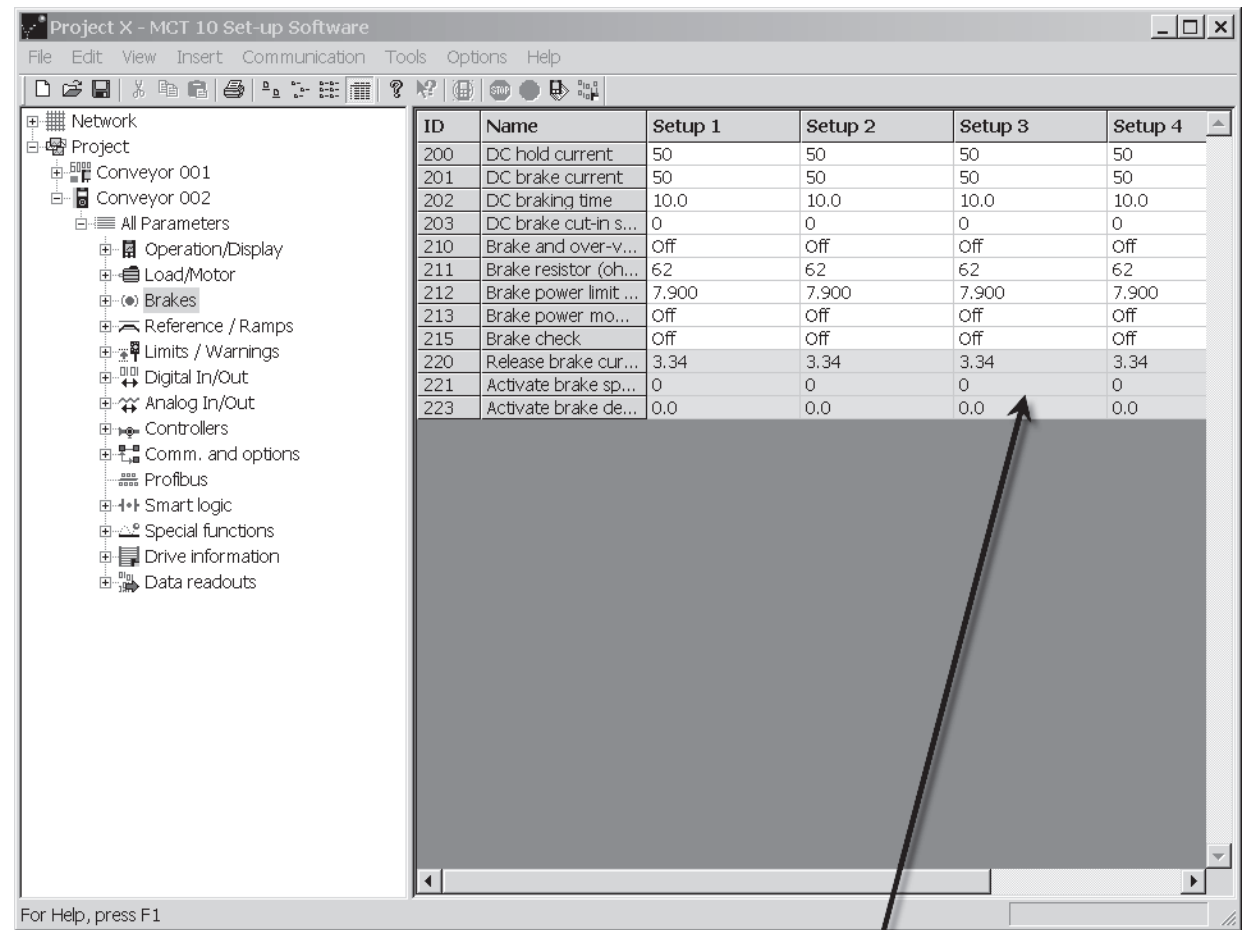 Project X - MCT 10 Set-up Software
File Edit View Insert Communication Tools Options Help
Network
Project
Conveyor 001
Conveyor 002
All Parameters
Operation/Display
Load/Motor
Brakes
Reference / Ramps
Limits / Warnings
Digital In/Out
Analog In/Out
Controllers
Comm. and options
Profibus
Smart logic
Special functions
Drive information
Data readouts
ID Name Setup 1 Setup 2 Setup 3 Setup 4
200 DC hold current 50 50 50 50
201 DC brake current 50 50 50 50
202 DC braking time 10.0 10.0 10.0 10.0
203 DC brake cut-in s... 0 0 0 0
210 Brake and over-v... Off Off Off Off
211 Brake resistor (oh... 62 62 62 62
212 Brake power limit ... 7.900 7.900 7.900 7.900
213 Brake power mo... Off Off Off Off
215 Brake check Off Off Off Off
220 Release brake cur... 3.34 3.34 3.34 3.34
221 Activate brake sp... 0 0 0 0
223 Activate brake de... 0.0 0.0 0.0 0.0
For Help, press F1